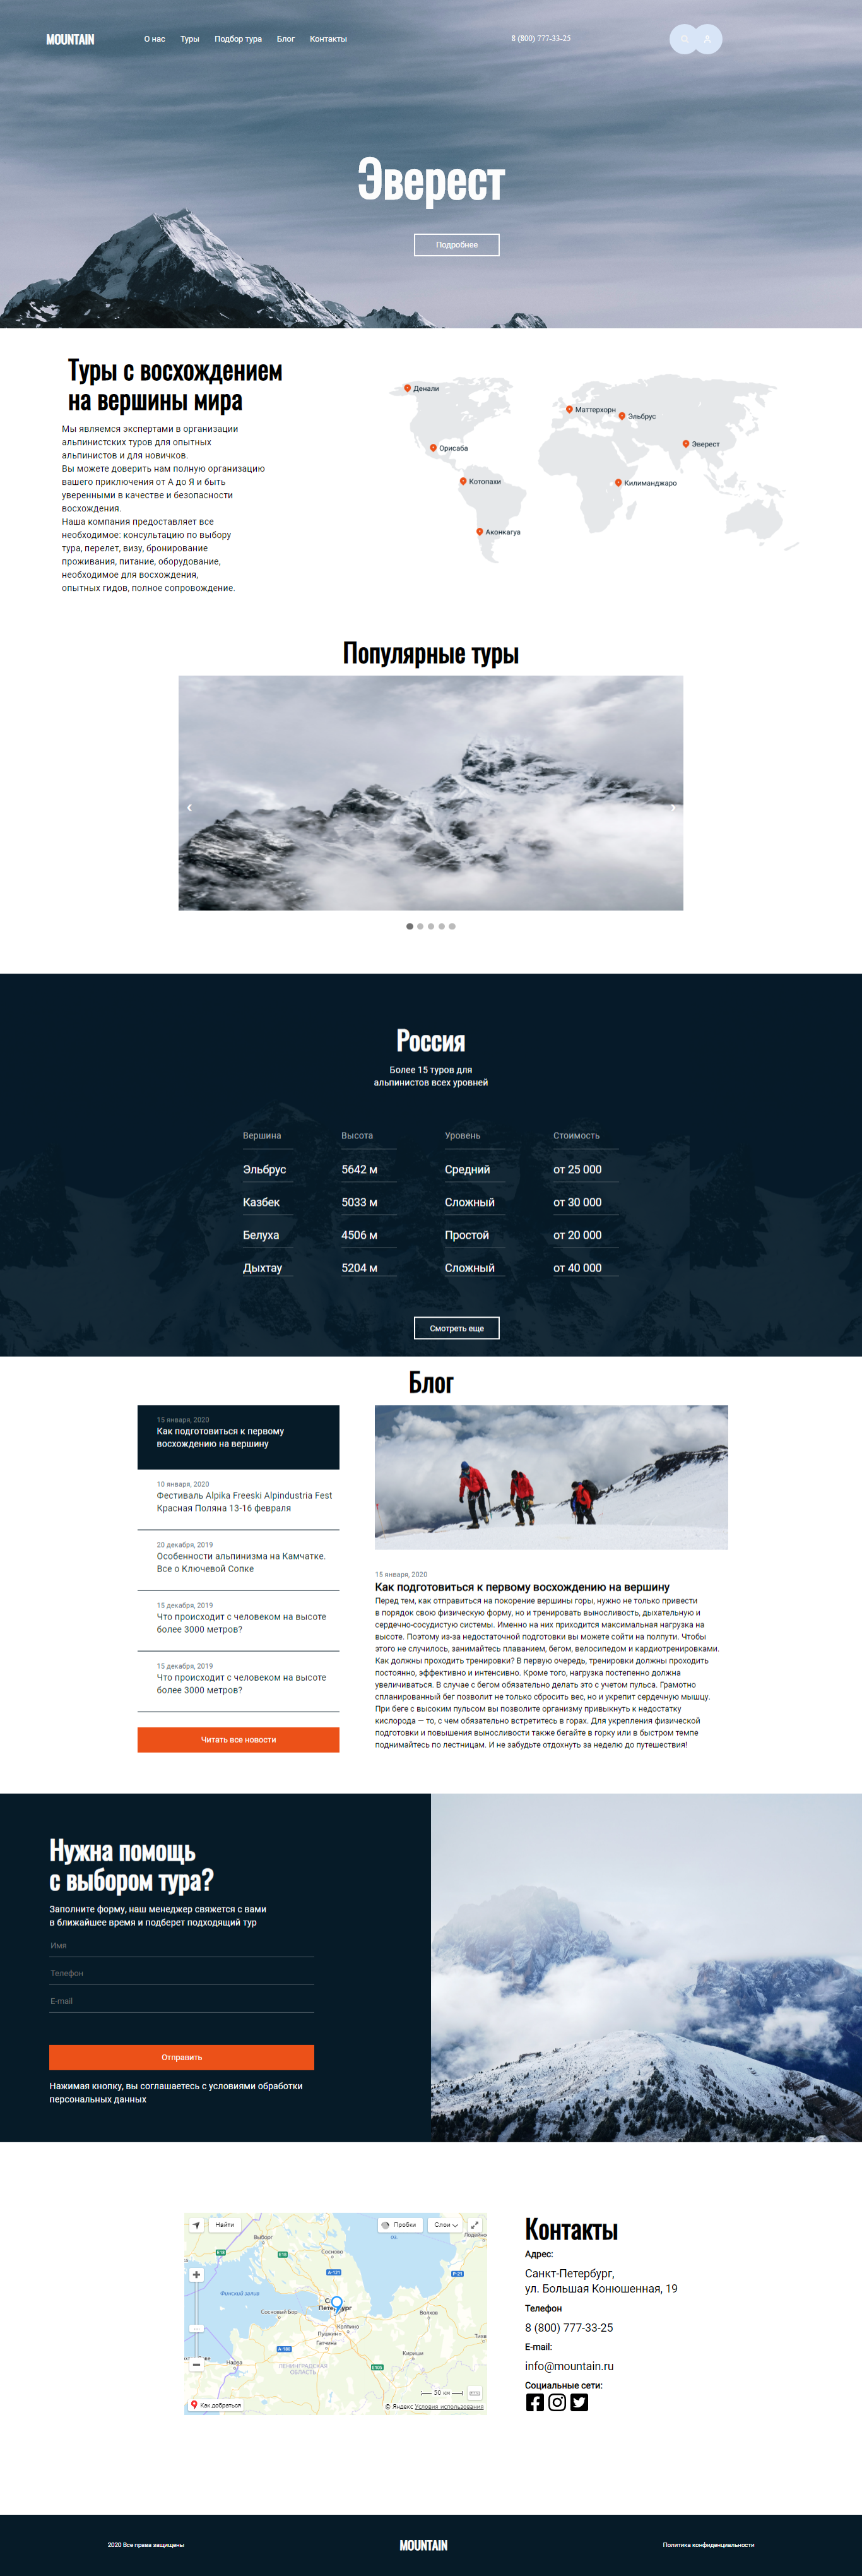 MOUNTAIN
О нас
Туры
Подбор тура
Блог
Контакты
8 (800) 777-33-25
Эверест
Подробнее
Туры с восхождением
на вершины мира
Мы являемся экспертами в организации
альпинистских туров для опытных
альпинистов и для новичков.
Вы можете доверить нам полную организацию
вашего приключения от А до Я и быть
уверенными в качестве и безопасности
восхождения.
Наша компания предоставляет все
необходимое: консультацию по выбору
тура, перелет, визу, бронирование
проживания, питание, оборудование,
необходимое для восхождения,
опытных гидов, полное сопровождение.
Денали
Маттерхорн
Эльбрус
Орисаба
Эверест
Котопахи
Килиманджаро
Аконкагуа
Популярные туры
Россия
Более 15 туров для
альпинистов всех уровней
Вершина Высота Уровень Стоимость
Эльбрус 5642 м Средний от 25 000
Казбек 5033 м Сложный от 30 000
Белуха 4506 м Простой от 20 000
Дыхтау 5204 м Сложный от 40 000
Смотреть еще
Блог
15 января, 2020
Как подготовиться к первому
восхождению на вершину
10 января, 2020
Фестиваль Alpika Freeski Alpindustria Fest
Красная Поляна 13-16 февраля
20 декабря, 2019
Особенности альпинизма на Камчатке.
Все о Ключевой Сопке
15 декабря, 2019
Что происходит с человеком на высоте
более 3000 метров?
15 декабря, 2019
Что происходит с человеком на высоте
более 3000 метров?
Читать все новости
15 января, 2020
Как подготовиться к первому восхождению на вершину
Перед тем, как отправиться на покорение вершины горы, нужно не только привести
в порядок свою физическую форму, но и тренировать выносливость, дыхательную и
сердечно-сосудистую системы. Именно на них приходится максимальная нагрузка на
высоте. Поэтому из-за недостаточной подготовки вы можете сойти на полпути. Чтобы
этого не случилось, занимайтесь плаванием, бегом, велосипедом и кардиотренировками.
Как должны проходить тренировки? В первую очередь, тренировки должны проходить
постоянно, эффективно и интенсивно. Кроме того, нагрузка постепенно должна
увеличиваться. В случае с бегом обязательно делать это с учетом пульса. Грамотно
спланированный бег позволит не только сбросить вес, но и укрепит сердечную мышцу.
При беге с высоким пульсом вы позволите организму привыкнуть к недостатку
кислорода — то, с чем обязательно встретитесь в горах. Для укрепления физической
подготовки и повышения выносливости также бегайте в горку или в быстром темпе
поднимайтесь по лестницам. И не забудьте отдохнуть за неделю до путешествия!
Нужна помощь
с выбором тура?
Заполните форму, наш менеджер свяжется с вами
в ближайшее время и подберет подходящий тур
Имя
Телефон
E-mail
Отправить
Нажимая кнопку, вы соглашаетесь с условиями обработки
персональных данных
Найти
Пробки
Слои
Выборг
Сосново
Финский залив
Сосновый Бор
Колпино
Пушкин
Гатчина
Волхов
Кириши
ЛЕНИНГРАДСКАЯ
ОБЛАСТЬ
50 км
Как добраться
© Яндекс Условия использования
Контакты
Адрес:
Санкт-Петербург,
ул. Большая Конюшенная, 19
Телефон
8 (800) 777-33-25
E-mail:
info@mountain.ru
Социальные сети:
2020 Все права защищены
MOUNTAIN
Политика конфиденциальности